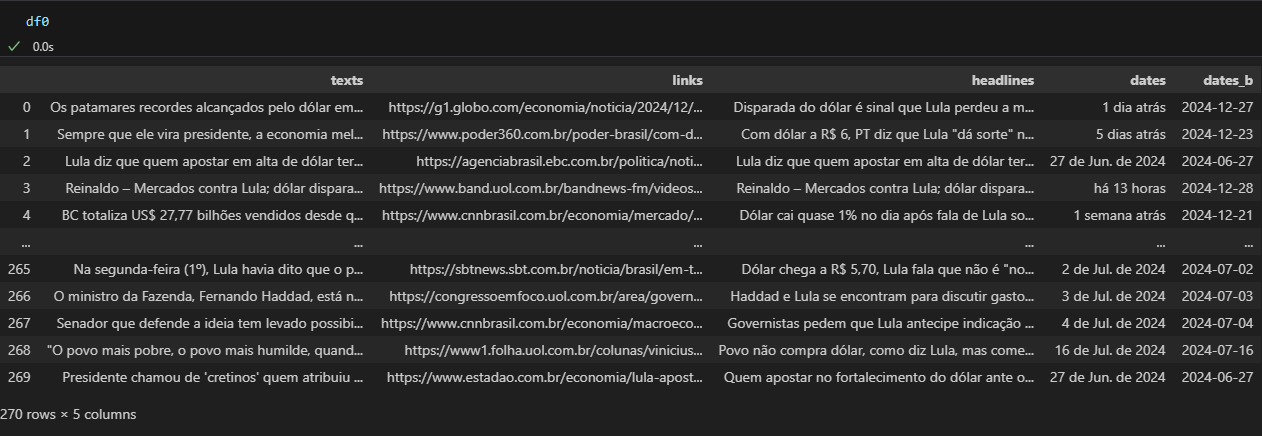 df0
0.0s
texts links headlines dates dates_b
0 Os patamares recordes alcançados pelo dólar em... https://g1.globo.com/economia/noticia/2024/12/... Disparada do dólar é sinal que Lula perdeu a m... 1 dia atrás 2024-12-27
1 Sempre que ele vira presidente, a economia mel... https://www.poder360.com.br/poder-brasil/com-d... Com dólar a R$ 6, PT diz que Lula "dá sorte" n... 5 dias atrás 2024-12-23
2 Lula diz que quem apostar em alta de dólar ter... https://agenciabrasil.ebc.com.br/politica/noti... Lula diz que quem apostar em alta de dólar ter... 27 de Jun. de 2024 2024-06-27
3 Reinaldo – Mercados contra Lula; dólar dispara... https://www.band.uol.com.br/bandnews-fm/videos... Reinaldo – Mercados contra Lula; dólar dispara... há 13 horas 2024-12-28
4 BC totaliza US$ 27,77 bilhões vendidos desde q... https://www.cnnbrasil.com.br/economia/mercado/... Dólar cai quase 1% no dia após fala de Lula so... 1 semana atrás 2024-12-21
... ... ... ... ... ...
265 Na segunda-feira (1º), Lula havia dito que o p... https://sbtnews.sbt.com.br/noticia/brasil/em-t... Dólar chega a R$ 5,70, Lula fala que não é "no... 2 de Jul. de 2024 2024-07-02
266 O ministro da Fazenda, Fernando Haddad, está n... https://congressoemfoco.uol.com.br/area/govern... Haddad e Lula se encontram para discutir gasto... 3 de Jul. de 2024 2024-07-03
267 Senador que defende a ideia tem levado possibi... https://www.cnnbrasil.com.br/economia/macroeco... Governistas pedem que Lula antecipe indicação ... 4 de Jul. de 2024 2024-07-04
268 "O povo mais pobre, o povo mais humilde, quand... https://www1.folha.uol.com.br/colunas/vinicius... Povo não compra dólar, como diz Lula, mas come... 16 de Jul. de 2024 2024-07-16
269 Presidente chamou de 'cretinos' quem atribuiu ... https://www.estadao.com.br/economia/lula-apost... Quem apostar no fortalecimento do dólar ante o... 27 de Jun. de 2024 2024-06-27
270 rows × 5 columns